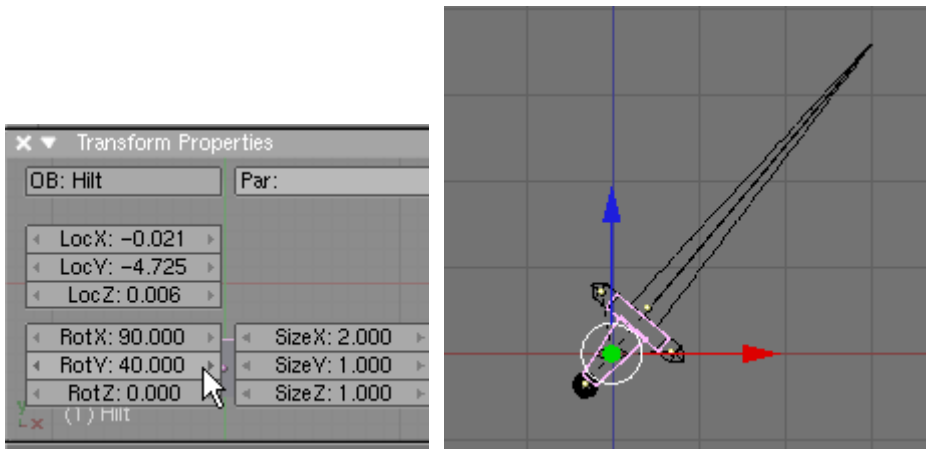 Transform Properties
OB: Hilt
Par:
LocX: -0.021
LocY: -4.725
LocZ: 0.006
RotX: 90.000
SizeX: 2.000
RotY: 40.000
SizeY: 1.000
RotZ: 0.000
SizeZ: 1.000
y
x
(1) Hilt